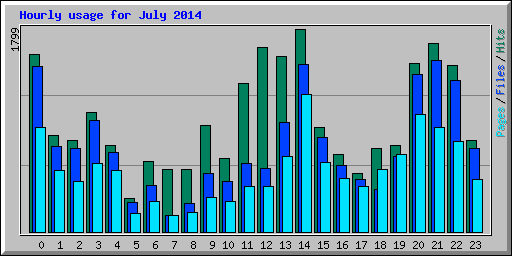 Hourly usage for July 2014
1799
Pages / Files / Hits
0 1 2 3 4 5 6 7 8 9 10 11 12 13 14 15 16 17 18 19 20 21 22 23